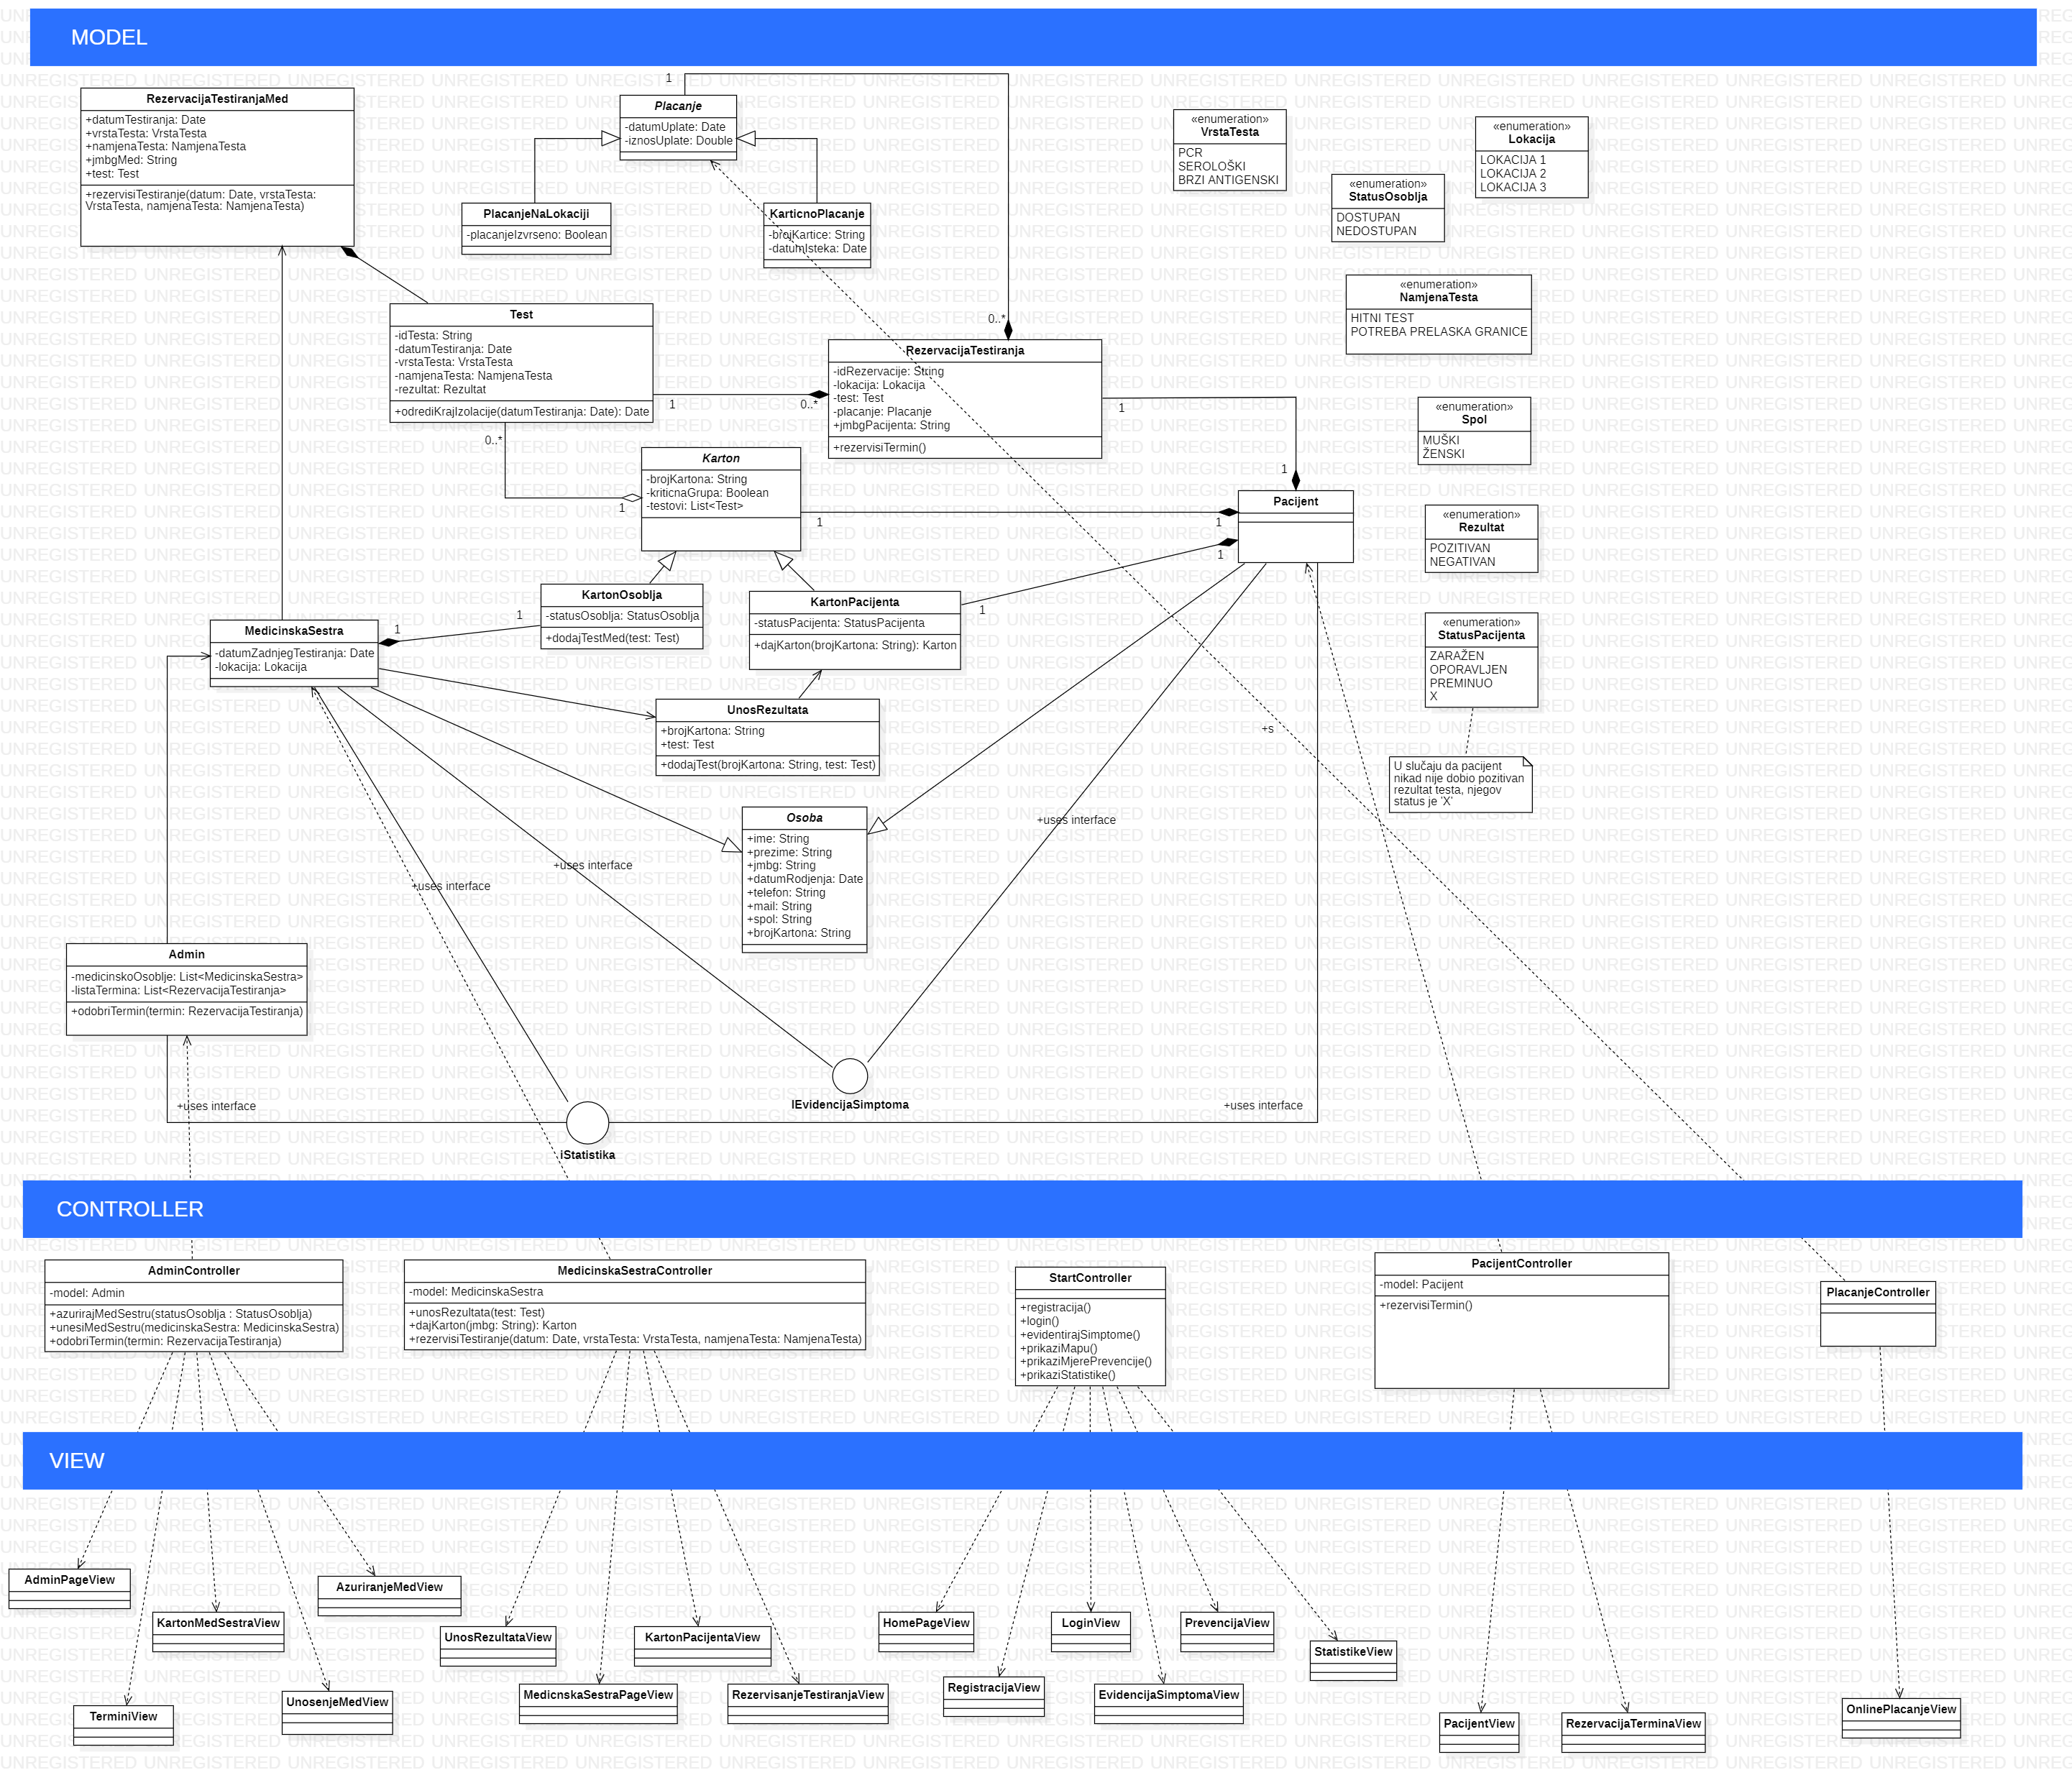 MODEL
RezervacijaTestiranjaMed
+datumTestiranja: Date
+vrstaTesta: VrstaTesta
+namjenaTesta: NamjenaTesta
+jmbgMed: String
+test: Test
+rezervisiTestiranje(datum: Date, vrstaTesta:
VrstaTesta, namjenaTesta: NamjenaTesta)
1
Placanje
-datumUplate: Date
-iznosUplate: Double
PlacanjeNaLokaciji
-placanjeIzvrseno: Boolean
KarticnoPlacanje
-brojKartice: String
-datumIsteka: Date
«enumeration»
VrstaTesta
PCR
SEROLOŠKI
BRZI ANTIGENSKI
«enumeration»
Lokacija
LOKACIJA 1
LOKACIJA 2
LOKACIJA 3
«enumeration»
StatusOsoblja
DOSTUPAN
NEDOSTUPAN
«enumeration»
NamjenaTesta
HITNI TEST
POTREBA PRELASKA GRANICE
Test
-idTesta: String
-datumTestiranja: Date
-vrstaTesta: VrstaTesta
-namjenaTesta: NamjenaTesta
-rezultat: Rezultat
+odrediKrajIzolacije(datumTestiranja: Date): Date
0..*
RezervacijaTestiranja
-idRezervacije: String
-lokacija: Lokacija
-test: Test
-placanje: Placanje
+jmbgPacijenta: String
+rezervisiTermin()
1
0..*
1
0..*
1
«enumeration»
Spol
MUŠKI
ŽENSKI
Karton
-brojKartona: String
-kriticnaGrupa: Boolean
-testovi: List<Test>
1
1
1
1
Pacijent
«enumeration»
Rezultat
POZITIVAN
NEGATIVAN
KartonOsoblja
-statusOsoblja: StatusOsoblja
+dodajTestMed(test: Test)
KartonPacijenta
-statusPacijenta: StatusPacijenta
+dajKarton(brojKartona: String): Karton
1
1
1
MedicinskaSestra
-datumZadnjegTestiranja: Date
-lokacija: Lokacija
«enumeration»
StatusPacijenta
ZARAŽEN
OPORAVLJEN
PREMINUO
X
UnosRezultata
+brojKartona: String
+test: Test
+dodajTest(brojKartona: String, test: Test)
+s
U slučaju da pacijent
nikad nije dobio pozitivan
rezultat testa, njegov
status je 'X'
Osoba
+ime: String
+prezime: String
+jmbg: String
+datumRodjenja: Date
+telefon: String
+mail: String
+spol: String
+brojKartona: String
+uses interface
+uses interface
+uses interface
Admin
-medicinskoOsoblje: List<MedicinskaSestra>
-listaTermina: List<RezervacijaTestiranja>
+odobriTermin(termin: RezervacijaTestiranja)
IEvidencijaSimptoma
+uses interface
+uses interface
iStatistika
CONTROLLER
AdminController
-model: Admin
+azurirajMedSestru(statusOsoblja : StatusOsoblja)
+unesiMedSestru(medicinskaSestra: MedicinskaSestra)
+odobriTermin(termin: RezervacijaTestiranja)
MedicinskaSestraController
-model: MedicinskaSestra
+unosRezultata(test: Test)
+dajKarton(jmbg: String): Karton
+rezervisiTestiranje(datum: Date, vrstaTesta: VrstaTesta, namjenaTesta: NamjenaTesta)
StartController
+registracija()
+login()
+evidentirajSimptome()
+prikaziMapu()
+prikaziMjerePrevencije()
+prikaziStatistike()
PacijentController
-model: Pacijent
+rezervisiTermin()
PlacanjeController
VIEW
AdminPageView
AzuriranjeMedView
KartonMedSestraView
UnosenjeMedView
TerminiView
UnosRezultataView
KartonPacijentaView
MedicnskaSestraPageView
RezervisanjeTestiranjaView
HomePageView
LoginView
PrevencijaView
StatistikeView
RegistracijaView
EvidencijaSimptomaView
PacijentView
RezervacijaTerminaView
OnlinePlacanjeView
UNREGISTERED